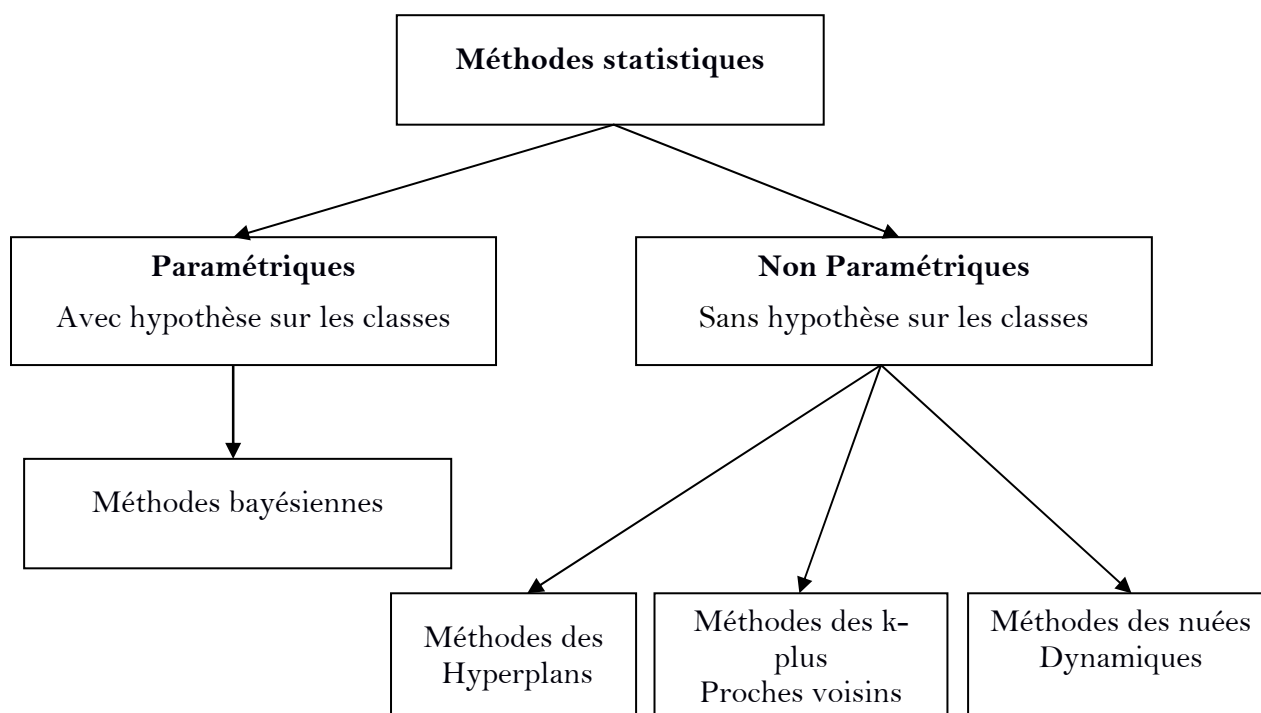 Méthodes statistiques
Paramétriques
Avec hypothèse sur les classes
Non Paramétriques
Sans hypothèse sur les classes
Méthodes bayésiennes
Méthodes des
Hyperplans
Méthodes des k-
plus
Proches voisins
Méthodes des nuées
Dynamiques